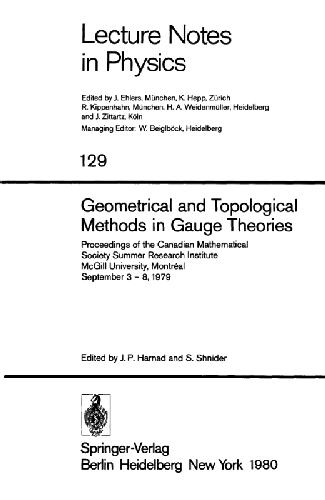 Lecture Notes
in Physics
Edited by J. Ehlers, München, K. Hepp, Zürich
R. Kippenhahn, München, H. A. Weidenmüller, Heidelberg
and J. Zittartz, Köln
Managing Editor: W. Beiglböck, Heidelberg
129
Geometrical and Topological
Methods in Gauge Theories
Proceedings of the Canadian Mathematical
Society Summer Research Institute
McGill University, Montréal
September 3 – 8, 1979
Edited by J. P. Harnad and S. Shnider
Springer-Verlag
Berlin Heidelberg New York 1980